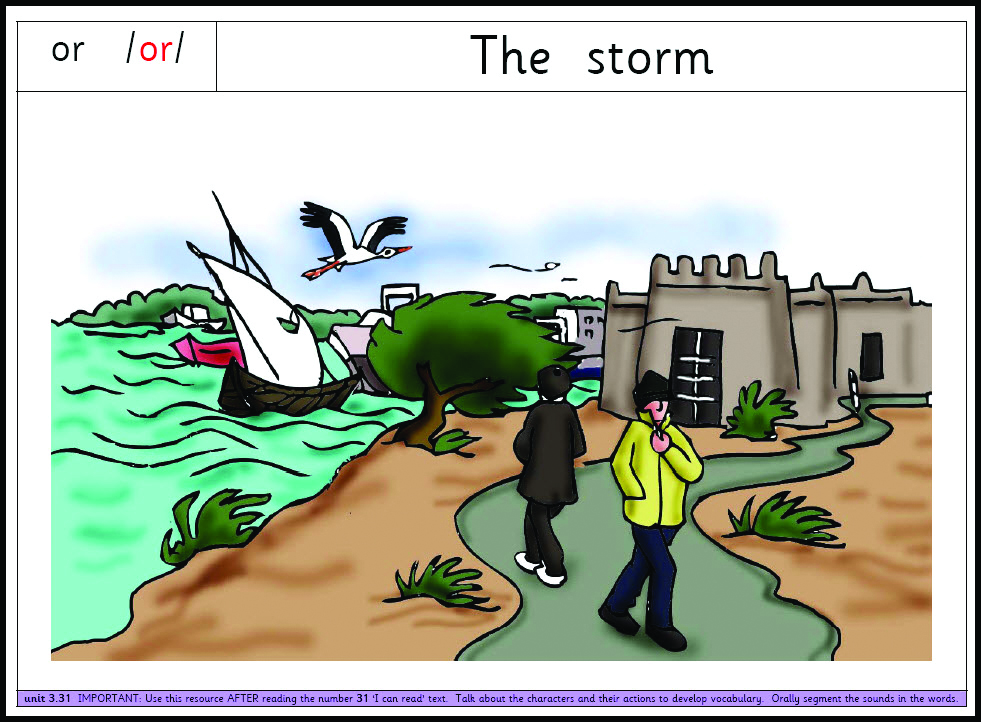 or /or/
The storm
unit 3.31 IMPORTANT: Use this resource AFTER reading the number 31 'I can read' text. Talk about the characters and their actions to develop vocabulary. Orally segment the sounds in the words.